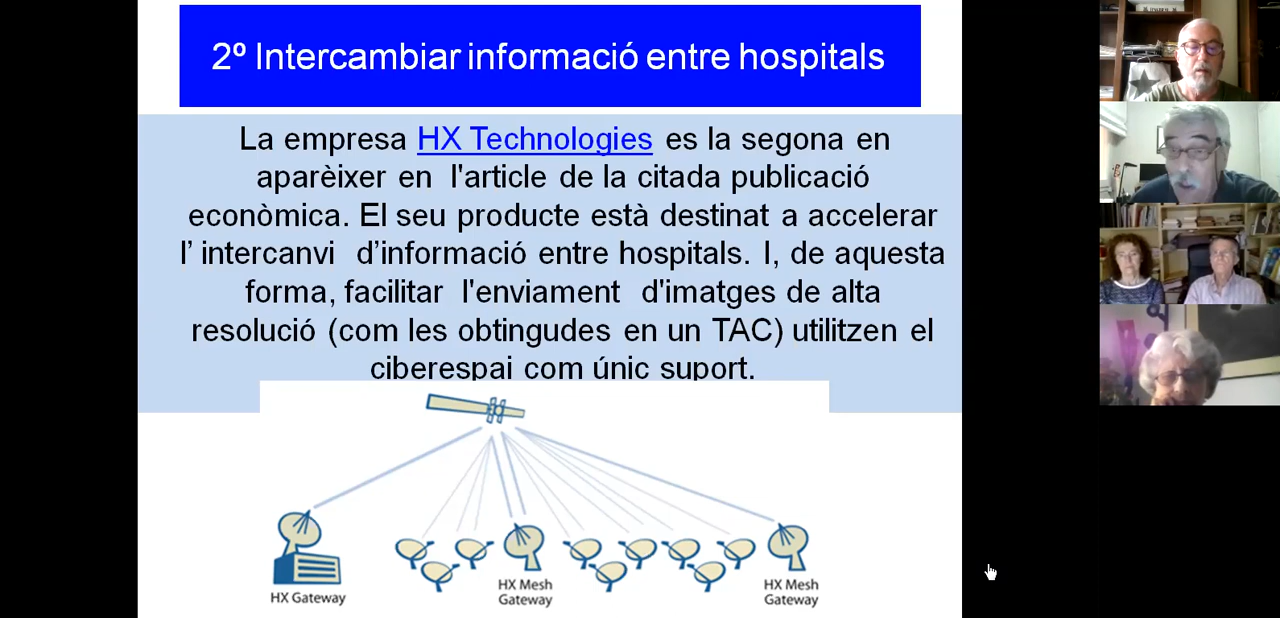 2º Intercambiar informació entre hospitals
La empresa HX Technologies es la segona en
aparèixer en l'article de la citada publicació
econòmica. El seu producte està destinat a accelerar
l’ intercanvi d’informació entre hospitals. I, de aquesta
forma, facilitar l'enviament d'imatges de alta
resolució (com les obtingudes en un TAC) utilitzen el
ciberespai com únic suport.
HX Gateway
HX Mesh
Gateway
HX Mesh
Gateway